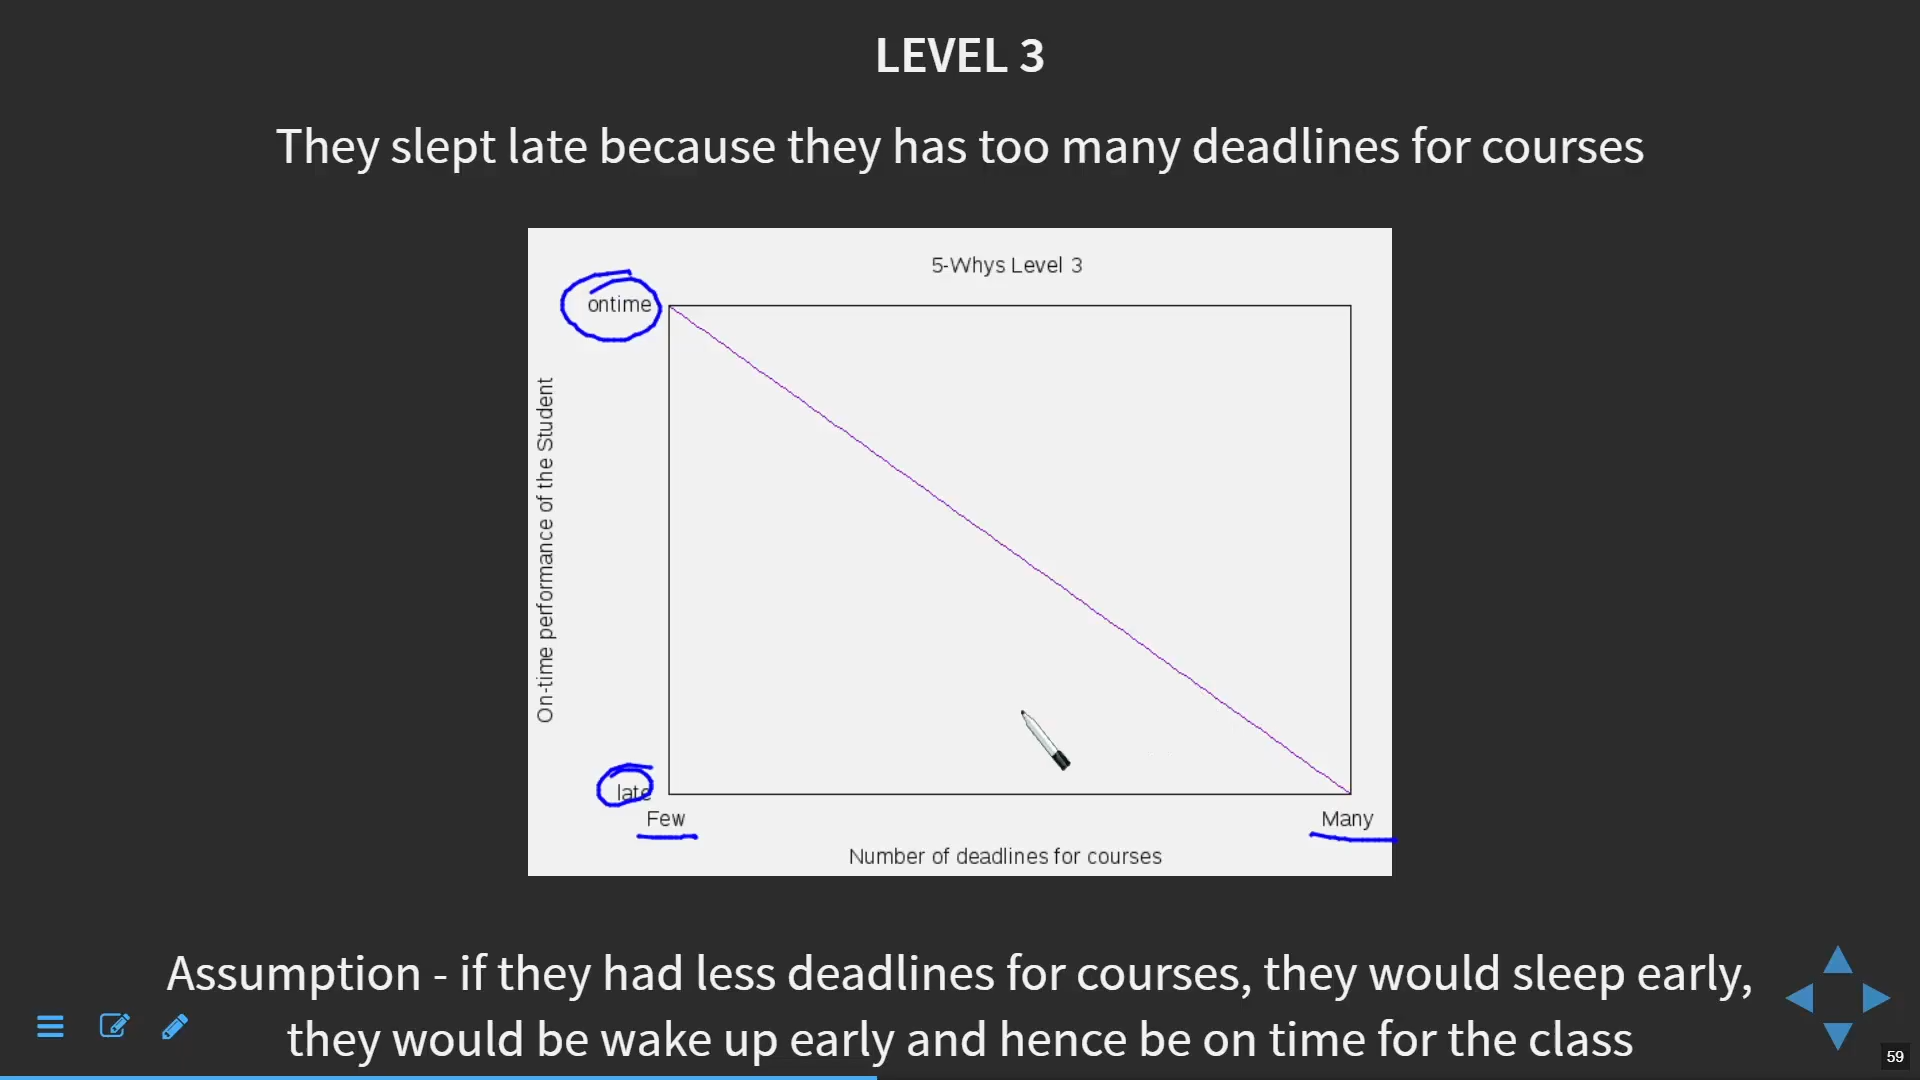 LEVEL 3
They slept late because they has too many deadlines for courses
5-Whys Level 3
ontime
On-time performance of the Student
late
Few
Many
Number of deadlines for courses
Assumption - if they had less deadlines for courses, they would sleep early,
they would be wake up early and hence be on time for the class
59